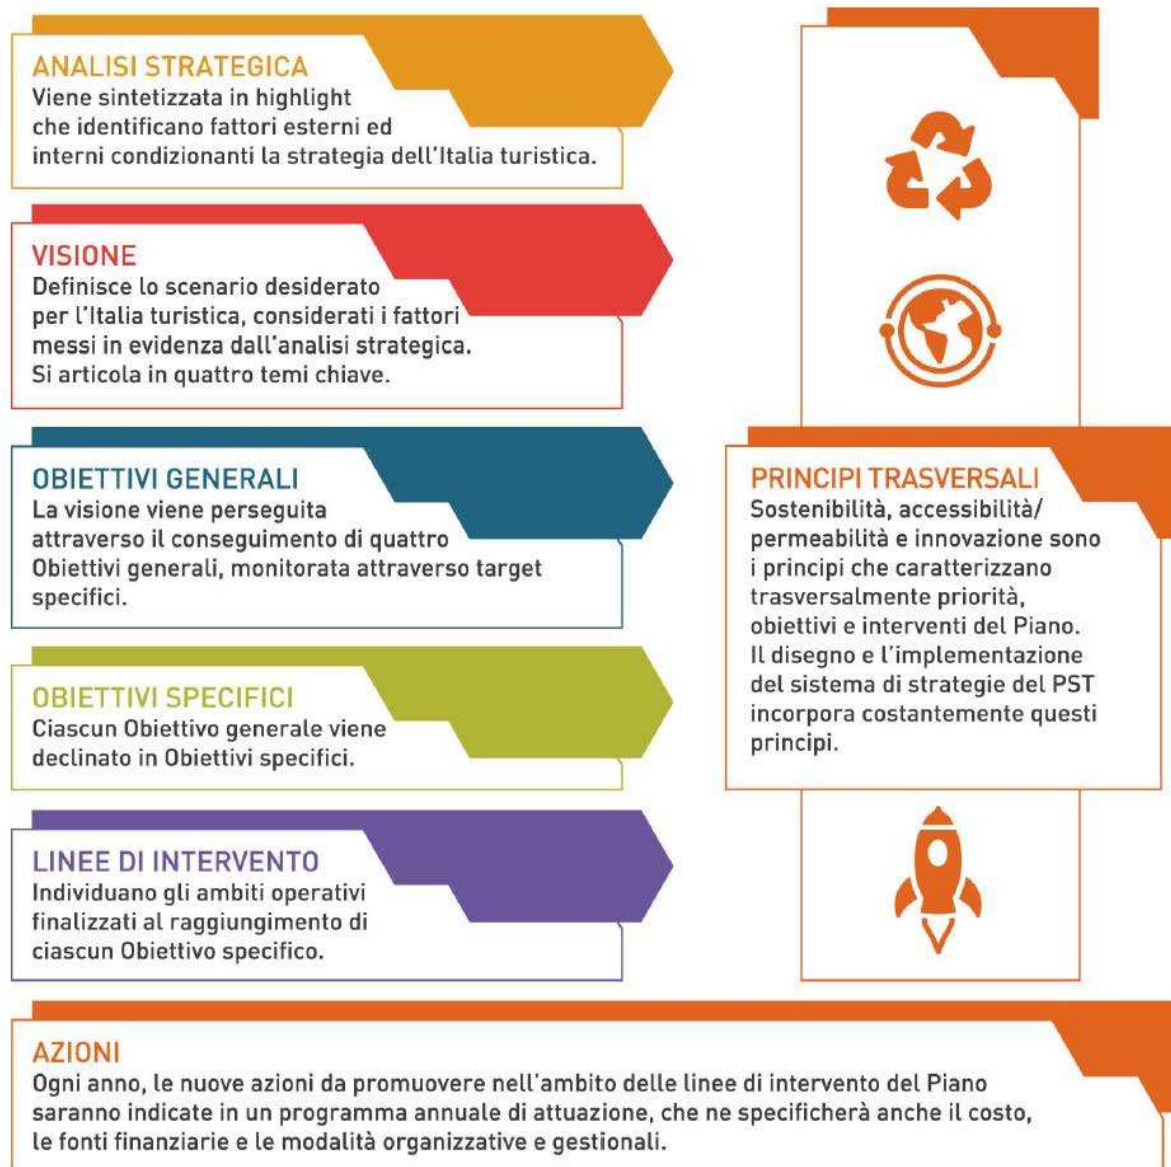 ANALISI STRATEGICA
Viene sintetizzata in highlight
che identificano fattori esterni ed
interni condizionanti la strategia dell'Italia turistica.
VISIONE
Definisce lo scenario desiderato
per l'Italia turistica, considerati i fattori
messi in evidenza dall'analisi strategica.
Si articola in quattro temi chiave.
OBIETTIVI GENERALI
La visione viene perseguita
attraverso il conseguimento di quattro
Obiettivi generali, monitorata attraverso target
specifici.
OBIETTIVI SPECIFICI
Ciascun Obiettivo generale viene
declinato in Obiettivi specifici.
LINEE DI INTERVENTO
Individuano gli ambiti operativi
finalizzati al raggiungimento di
ciascun Obiettivo specifico.
PRINCIPI TRASVERSALI
Sostenibilità, accessibilità/
permeabilità e innovazione sono
i principi che caratterizzano
trasversalmente priorità,
obiettivi e interventi del Piano.
Il disegno e l'implementazione
del sistema di strategie del PST
incorpora costantemente questi
principi.
AZIONI
Ogni anno, le nuove azioni da promuovere nell'ambito delle linee di intervento del Piano
saranno indicate in un programma annuale di attuazione, che ne specificherà anche il costo,
le fonti finanziarie e le modalità organizzative e gestionali.